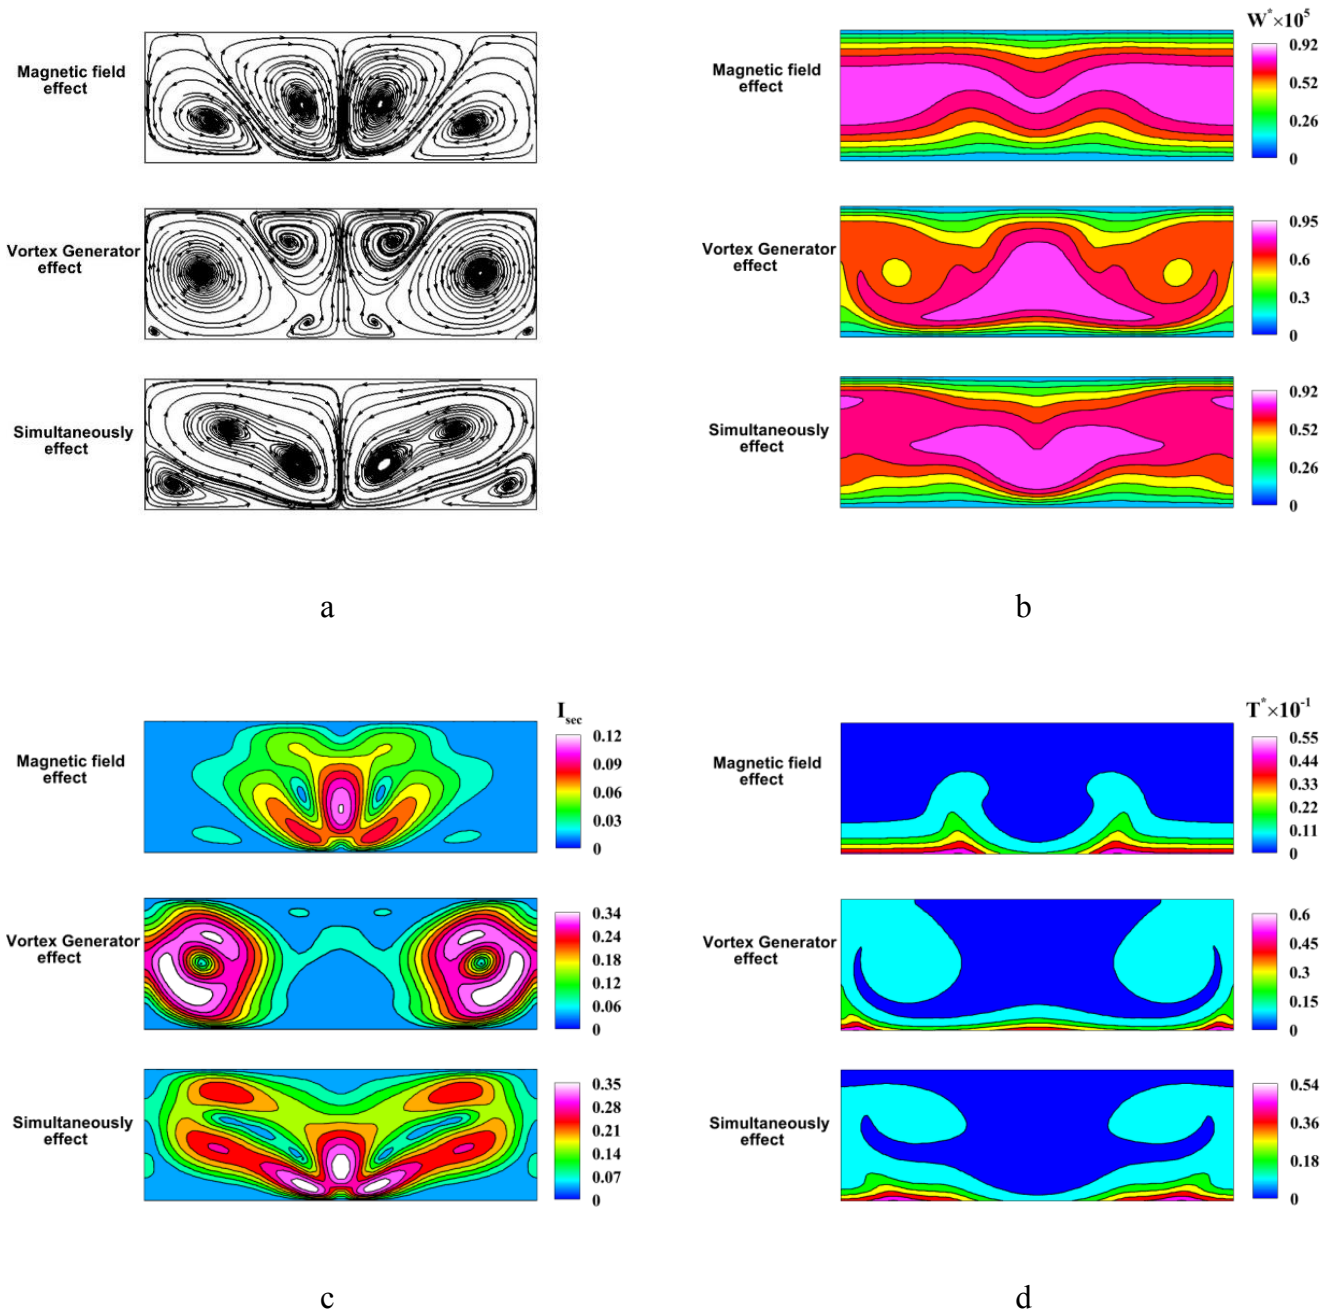 Magnetic field
effect
Vortex Generator
effect
Simultaneously
effect
a
W*×10^5
Magnetic field
effect
0.92
0.52
0.26
0
Vortex Generator
effect
0.95
0.6
0.3
0
Simultaneously
effect
0.92
0.52
0.26
0
b
I_sec
Magnetic field
effect
0.12
0.09
0.06
0.03
0
Vortex Generator
effect
0.34
0.24
0.18
0.12
0.06
0
Simultaneously
effect
0.35
0.28
0.21
0.14
0.07
0
c
T*×10^-1
Magnetic field
effect
0.55
0.44
0.33
0.22
0.11
0
Vortex Generator
effect
0.6
0.45
0.3
0.15
0
Simultaneously
effect
0.54
0.36
0.18
0
d